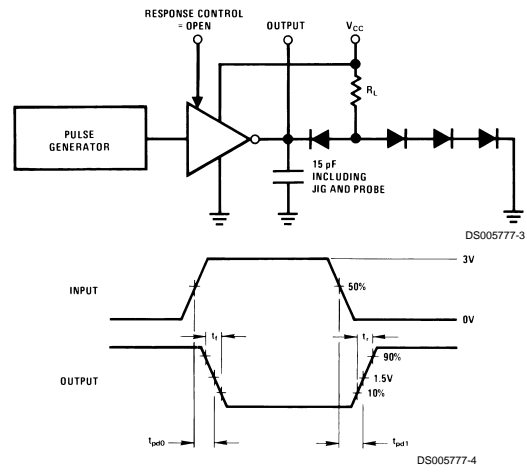 RESPONSE CONTROL
= OPEN
OUTPUT
VCC
RL
PULSE
GENERATOR
15 pF
INCLUDING
JIG AND PROBE
DS005777-3
3V
INPUT
50%
0V
tf
tr
90%
OUTPUT
1.5V
10%
tpd0
tpd1
DS005777-4